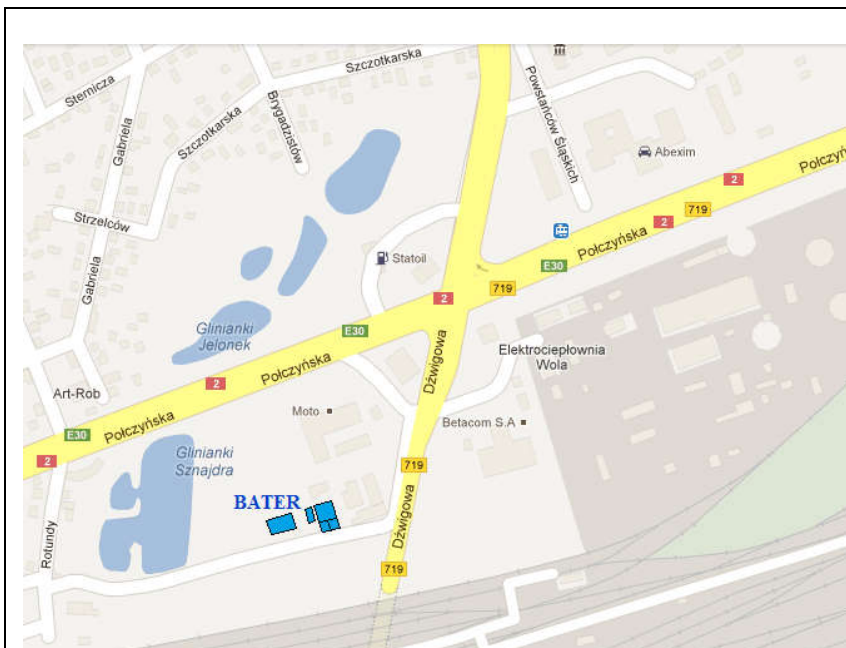 Szczotkarska
Sternicza
Powstańców Śląskich
Brygadzistów
Gabriela
Szczotkarska
Abexim
Połczyńska
2
719
2
Strzelców
Połczyńska
Statoil
E30
719
Gabriela
2
Glinianki
Jelonek
E30
Elektrociepłownia
Wola
Połczyńska
Dźwigowa
2
Art-Rob
Moto
Betacom S.A
Połczyńska
E30
2
Glinianki
Sznajdra
719
BATER
Dźwigowa
Rotundy
719